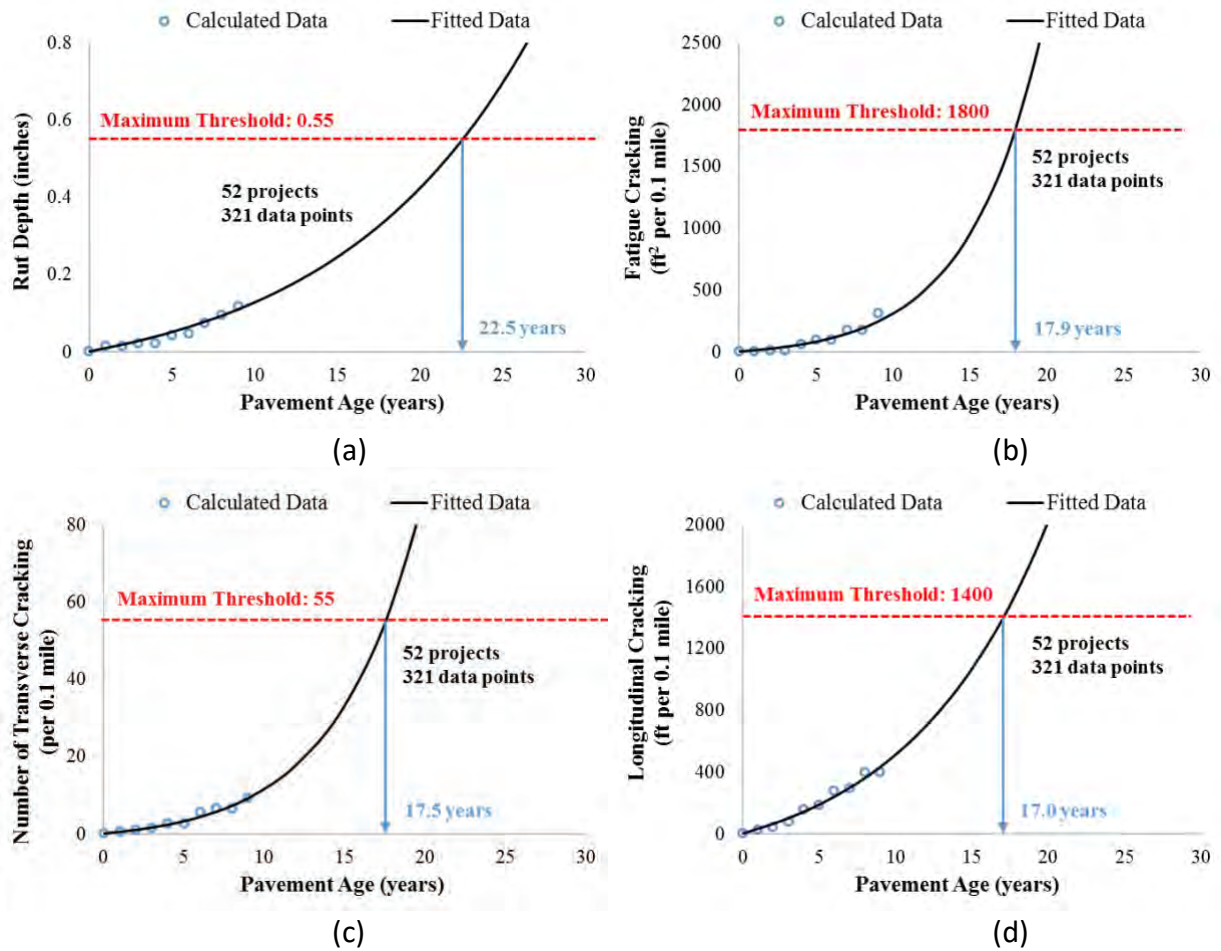 Calculated Data Fitted Data
0.8
0.6
0.4
0.2
0
Rut Depth (inches)
Maximum Threshold: 0.55
52 projects
321 data points
22.5 years
0 5 10 15 20 25 30
Pavement Age (years)
(a)
Calculated Data Fitted Data
2500
2000
1500
1000
500
0
Fatigue Cracking
(ft² per 0.1 mile)
Maximum Threshold: 1800
52 projects
321 data points
17.9 years
0 5 10 15 20 25 30
Pavement Age (years)
(b)
Calculated Data Fitted Data
80
60
40
20
0
Number of Transverse Cracking
(per 0.1 mile)
Maximum Threshold: 55
52 projects
321 data points
17.5 years
0 5 10 15 20 25 30
Pavement Age (years)
(c)
Calculated Data Fitted Data
2000
1600
1200
800
400
0
Longitudinal Cracking
(ft per 0.1 mile)
Maximum Threshold: 1400
52 projects
321 data points
17.0 years
0 5 10 15 20 25 30
Pavement Age (years)
(d)